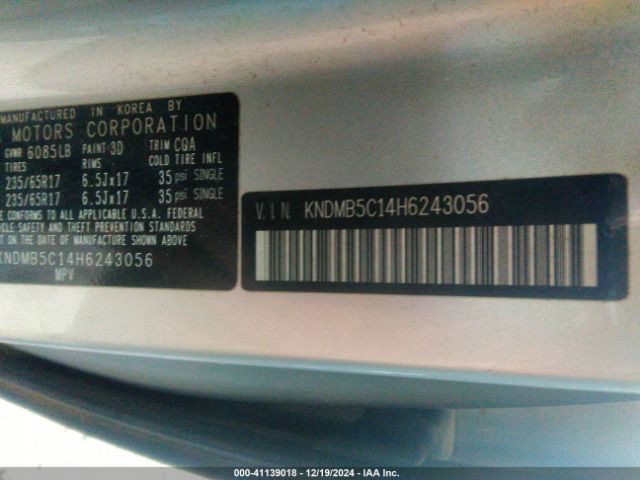 MANUFACTURED IN KOREA BY
MOTORS CORPORATION
GVWR 6085LB PAINT 3D TRIM CQA
TIRES RIMS COLD TIRE INFL
235/65R17 6.5JX17 35 psi SINGLE
235/65R17 6.5JX17 35 psi SINGLE
CONFORMS TO ALL APPLICABLE U.S.A. FEDERAL
SAFETY AND THEFT PREVENTION STANDARDS
ON THE DATE OF MANUFACTURE SHOWN ABOVE
KNDMB5C14H6243056
MPV
V.I.N. KNDMB5C14H6243056
000-41139018 - 12/19/2024 - IAA Inc.